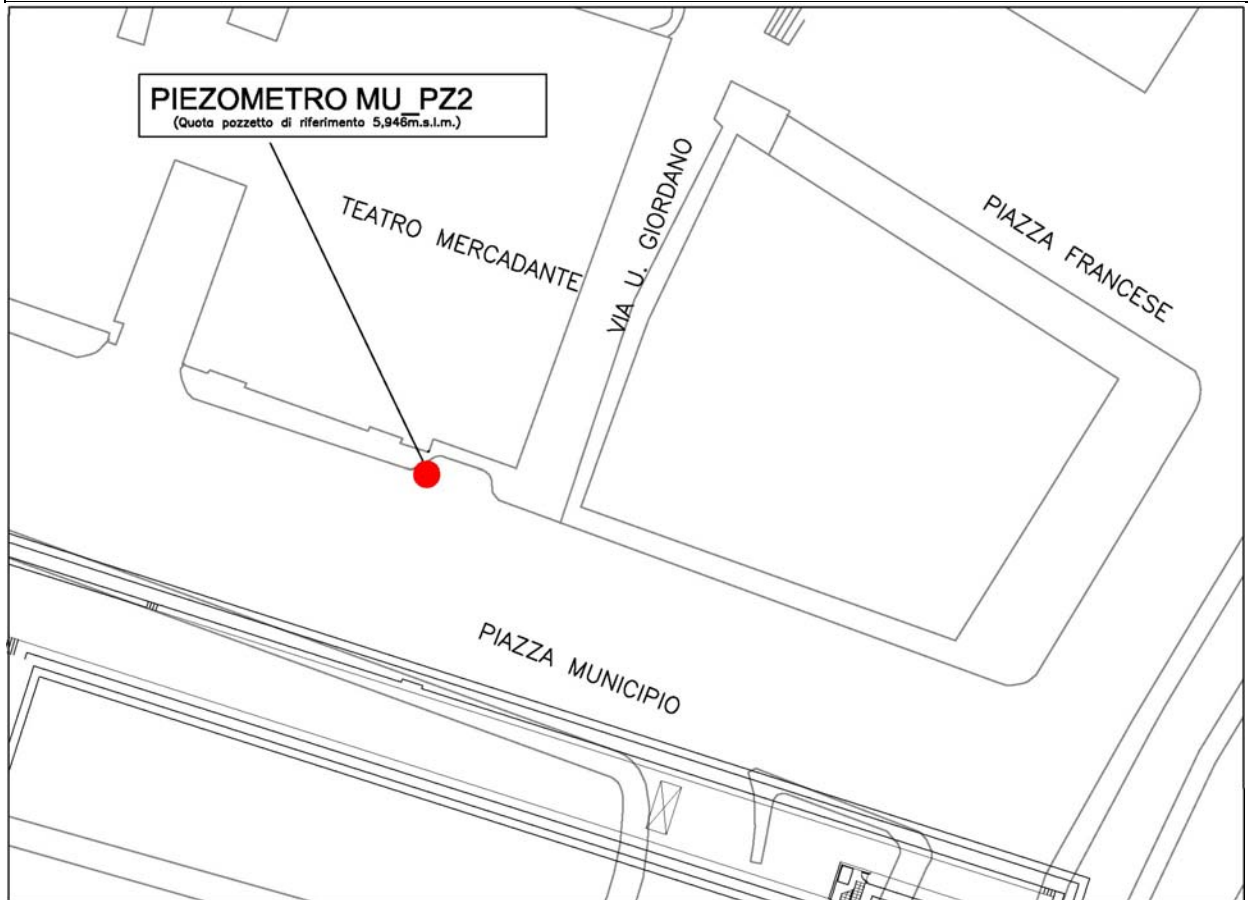 PIEZOMETRO MU_PZ2
(Quota pozzetto di riferimento 5,946m.s.l.m.)
TEATRO MERCADANTE
VIA U. GIORDANO
PIAZZA FRANCESE
PIAZZA MUNICIPIO